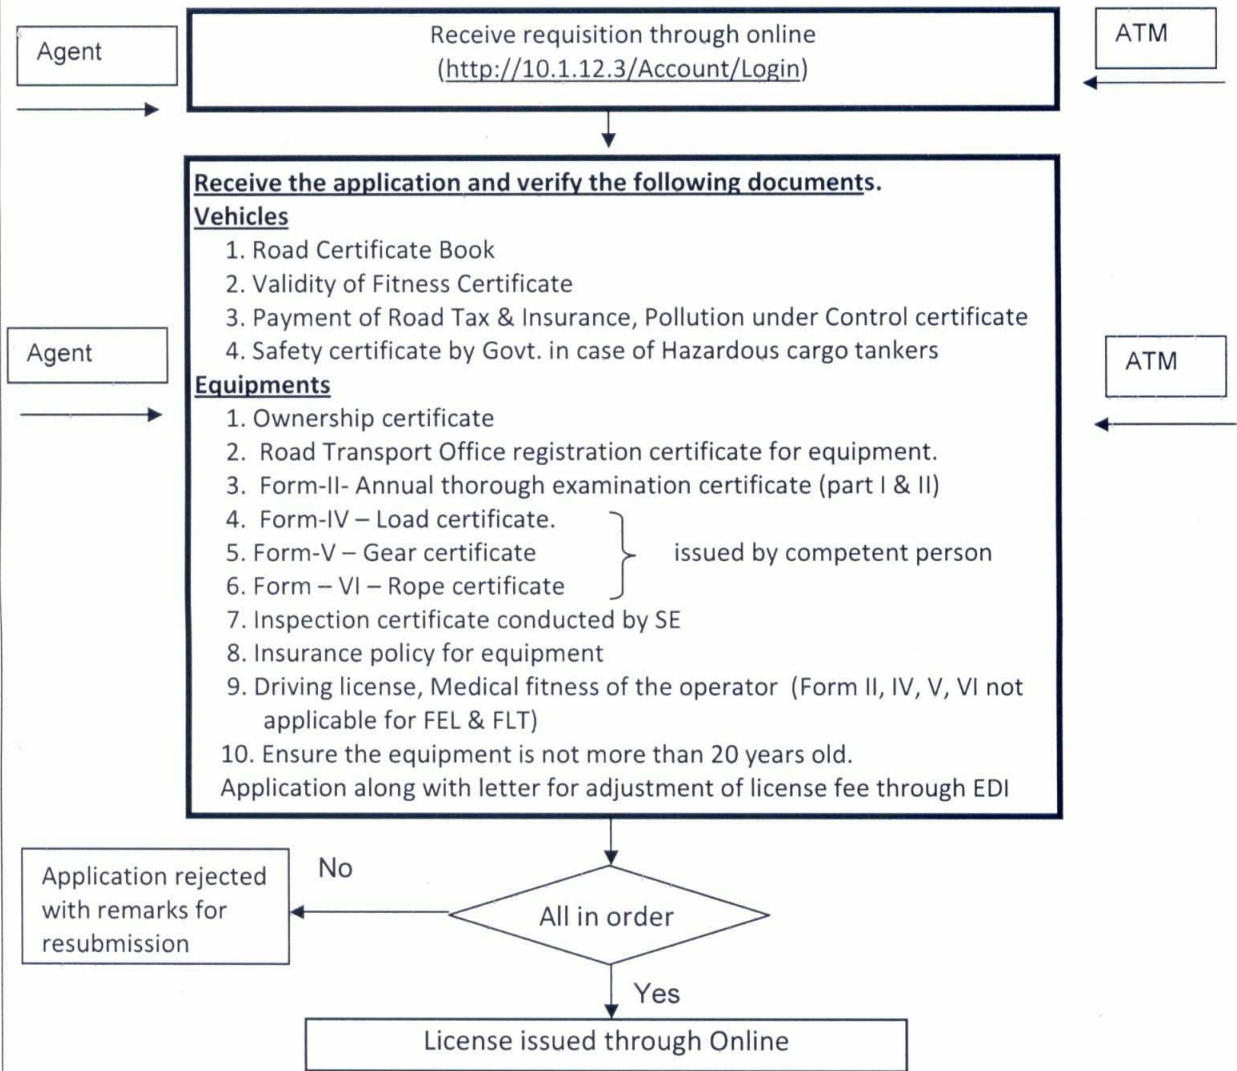 Agent
Receive requisition through online
(http://10.1.12.3/Account/Login)
ATM
Receive the application and verify the following documents.
Vehicles
1. Road Certificate Book
2. Validity of Fitness Certificate
3. Payment of Road Tax & Insurance, Pollution under Control certificate
4. Safety certificate by Govt. in case of Hazardous cargo tankers
Agent
ATM
Equipments
1. Ownership certificate
2. Road Transport Office registration certificate for equipment.
3. Form-II- Annual thorough examination certificate (part I & II)
4. Form-IV – Load certificate.
5. Form-V – Gear certificate
issued by competent person
6. Form – VI – Rope certificate
7. Inspection certificate conducted by SE
8. Insurance policy for equipment
9. Driving license, Medical fitness of the operator (Form II, IV, V, VI not
applicable for FEL & FLT)
10. Ensure the equipment is not more than 20 years old.
Application along with letter for adjustment of license fee through EDI
No
Application rejected
with remarks for
resubmission
All in order
Yes
License issued through Online